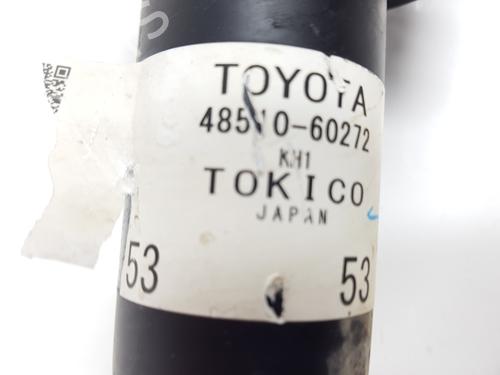 TOYOTA
48510-60272
KH1
TOKICO
JAPAN
53 53